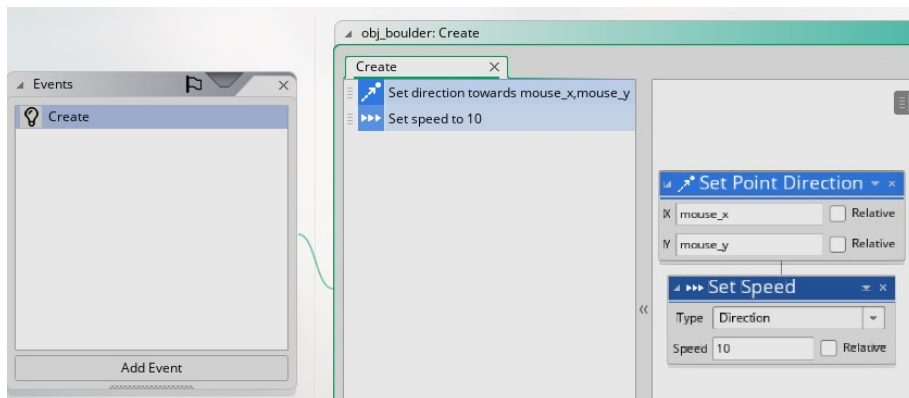 obj_boulder: Create
Events
Create
Create
Set direction towards mouse_x,mouse_y
Set speed to 10
Set Point Direction
X mouse_x Relative
Y mouse_y Relative
Set Speed
Type Direction
Speed 10 Relative
Add Event